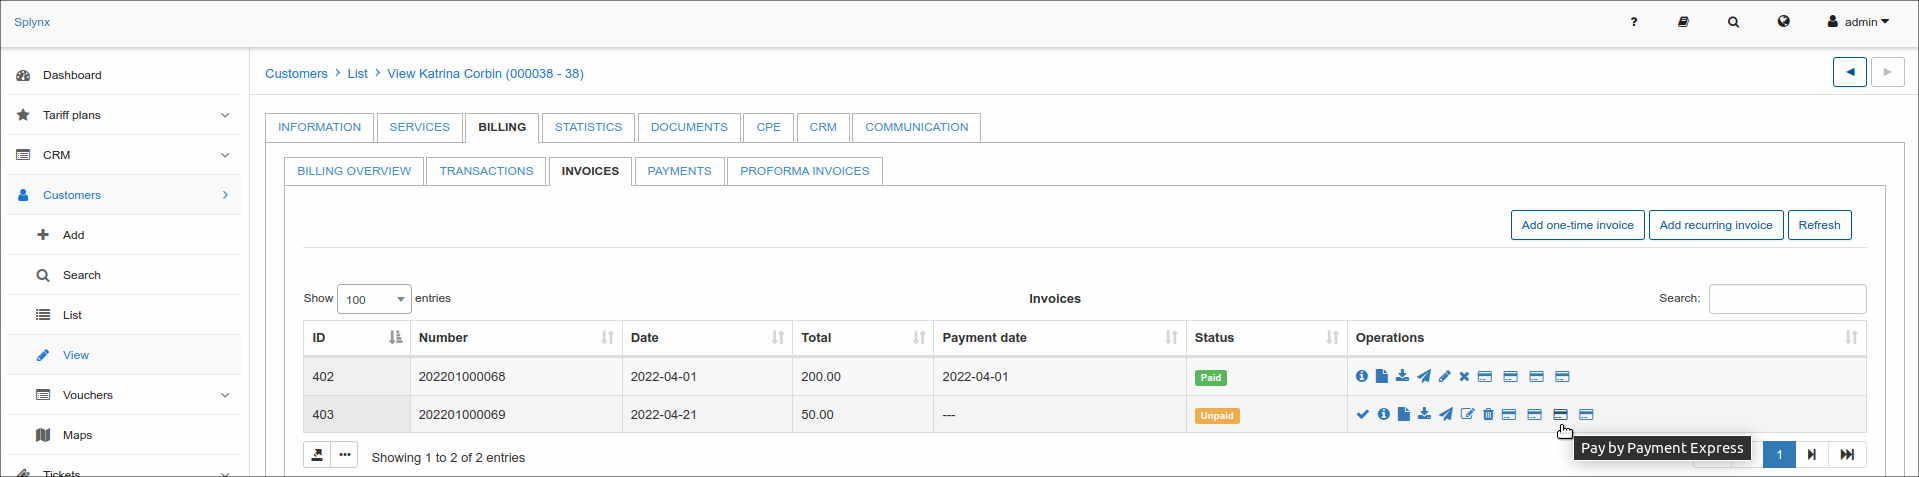 Splynx
? admin
Dashboard
Tariff plans
CRM
Customers
Add
Search
List
View
Vouchers
Maps
Tickets
Customers > List > View Katrina Corbin (000038 - 38)
INFORMATION SERVICES BILLING STATISTICS DOCUMENTS CPE CRM COMMUNICATION
BILLING OVERVIEW TRANSACTIONS INVOICES PAYMENTS PROFORMA INVOICES
Add one-time invoice Add recurring invoice Refresh
Show 100 entries Invoices Search:
ID Number Date Total Payment date Status Operations
402 202201000068 2022-04-01 200.00 2022-04-01 Paid
403 202201000069 2022-04-21 50.00 --- Unpaid
Pay by Payment Express
Showing 1 to 2 of 2 entries 1